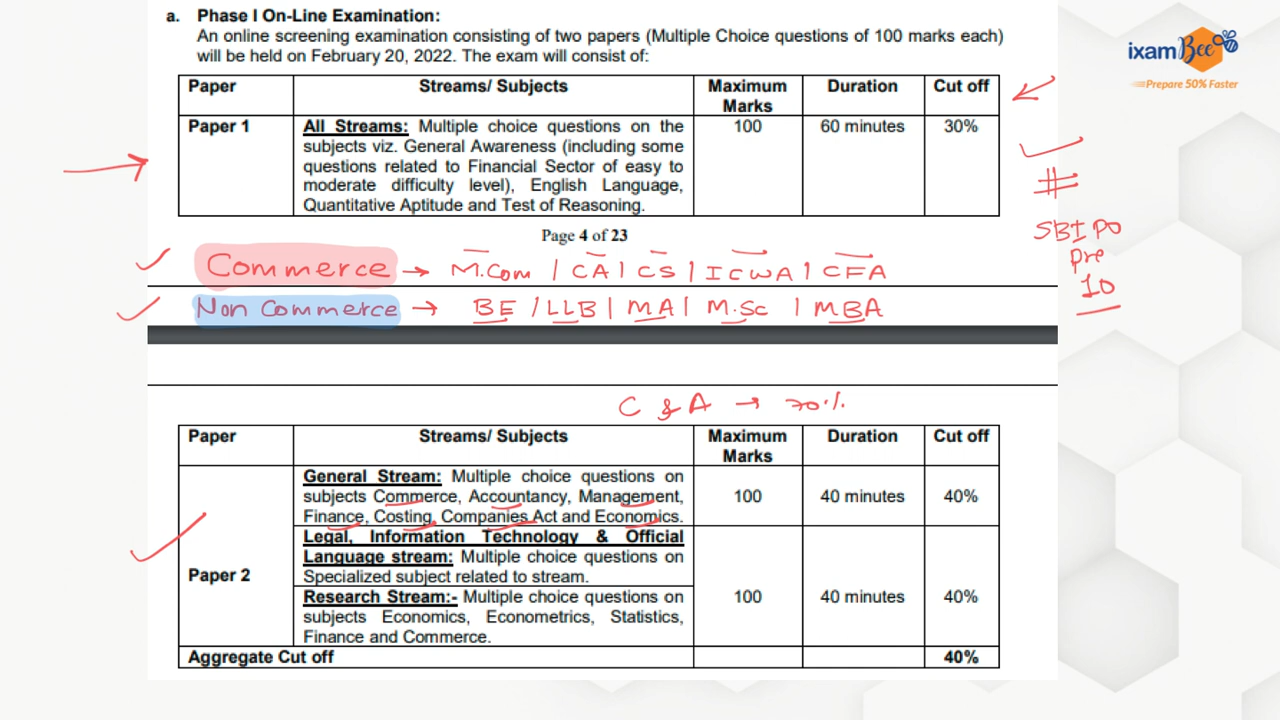 a. Phase I On-Line Examination:
An online screening examination consisting of two papers (Multiple Choice questions of 100 marks each)
will be held on February 20, 2022. The exam will consist of:
ixamBee
Prepare 50% Faster
Paper Streams/ Subjects Maximum Marks Duration Cut off
Paper 1 All Streams: Multiple choice questions on the 100 60 minutes 30%
subjects viz. General Awareness (including some
questions related to Financial Sector of easy to
moderate difficulty level), English Language,
Quantitative Aptitude and Test of Reasoning.
#
SBI PO
Pre
10
Page 4 of 23
Commerce → M.Com | CA | CS | ICWA | CFA
Non Commerce → BE / LLB | MA | M.Sc | MBA
C & A → 70%
Paper Streams/ Subjects Maximum Marks Duration Cut off
General Stream: Multiple choice questions on
subjects Commerce, Accountancy, Management, 100 40 minutes 40%
Finance, Costing, Companies Act and Economics.
Legal, Information Technology & Official
Language stream: Multiple choice questions on
Paper 2 Specialized subject related to stream.
Research Stream:- Multiple choice questions on 100 40 minutes 40%
subjects Economics, Econometrics, Statistics,
Finance and Commerce.
Aggregate Cut off 40%